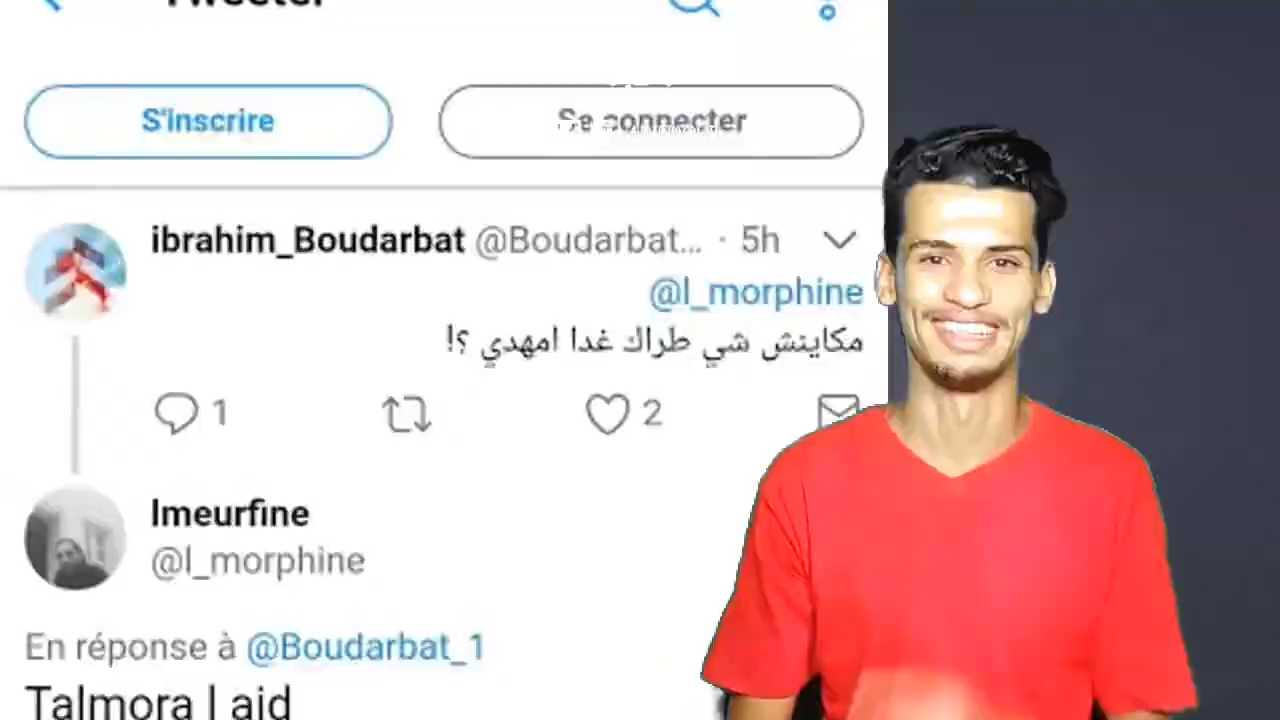 Tweeter
S'inscrire
Se connecter
ibrahim_Boudarbat @Boudarbat... · 5h
@l_morphine
مكاينش شي طراك غدا امهدي ؟!
1
2
lmeurfine
@l_morphine
En réponse à @Boudarbat_1
Talmora l aid